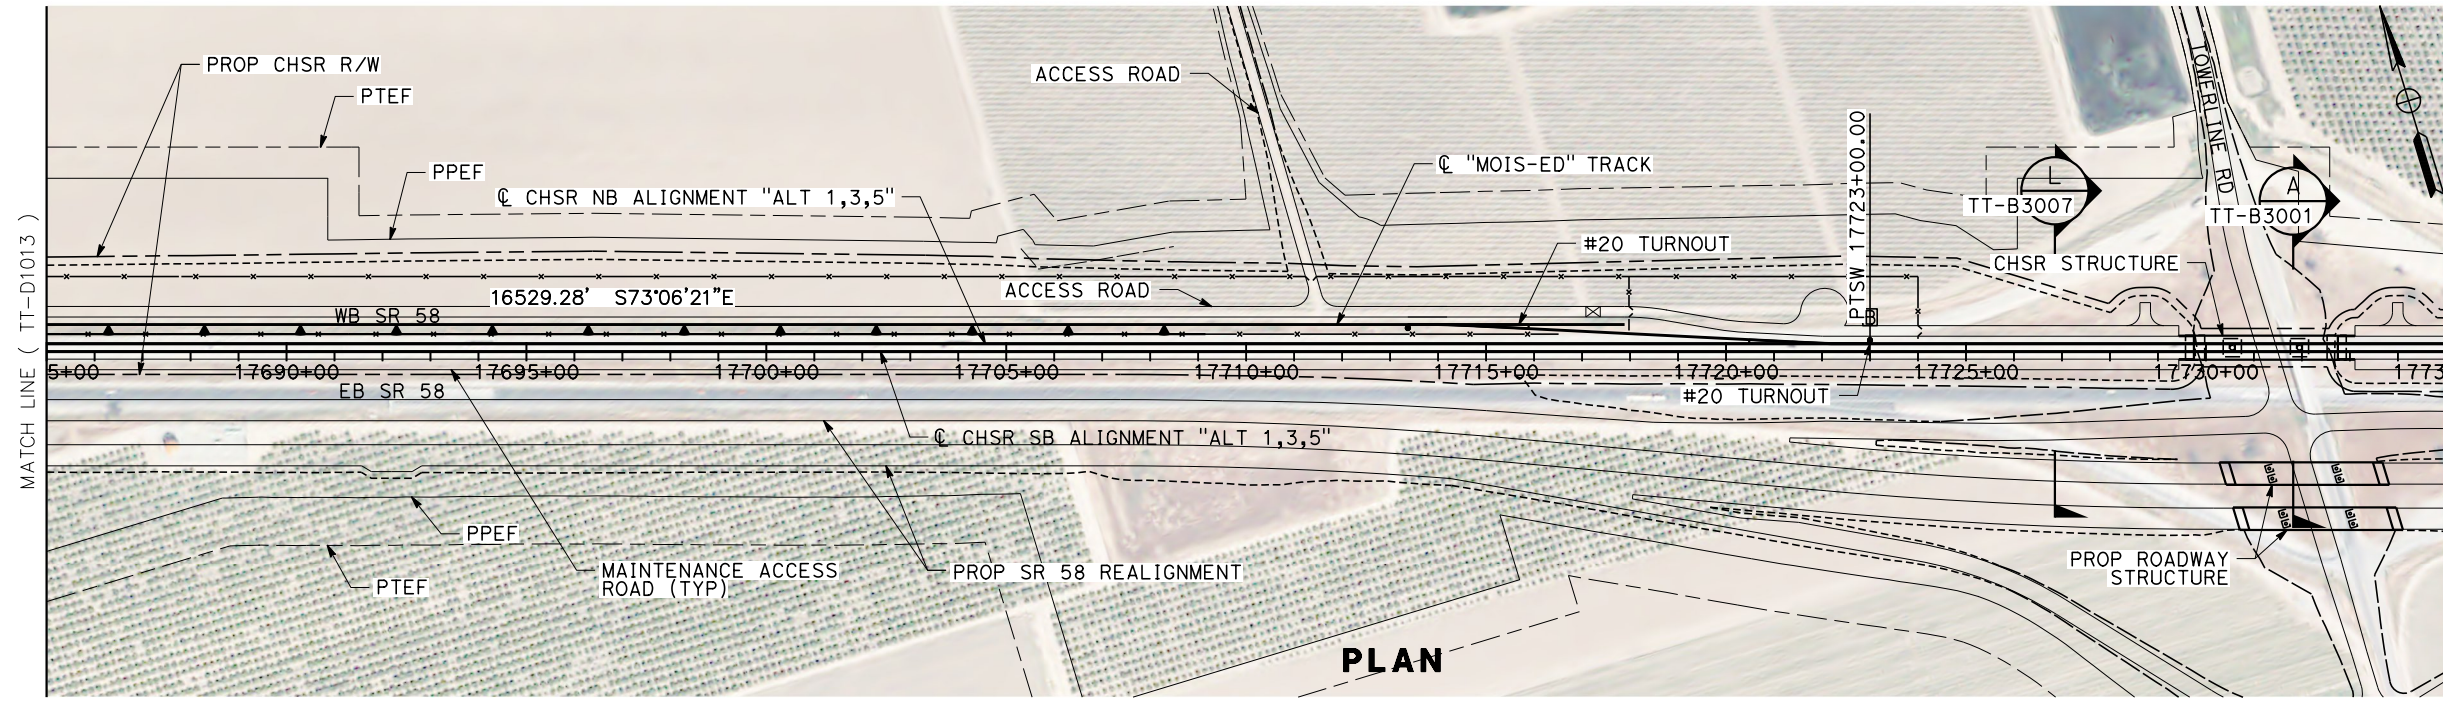 PROP CHSR R/W
PTEF
PPEF
℄ CHSR NB ALIGNMENT "ALT 1,3,5"
ACCESS ROAD
℄ "MOIS-ED" TRACK
#20 TURNOUT
PTSW 17723+00.00
L
TT-B3007
TOWERLINE RD
A
TT-B3001
CHSR STRUCTURE
MATCH LINE ( TT-D1013 )
16529.28' S73°06'21"E
ACCESS ROAD
WB SR 58
B
5+00
17690+00
17695+00
17700+00
17705+00
17710+00
17715+00
17720+00
17725+00
17730+00
1773
EB SR 58
#20 TURNOUT
℄ CHSR SB ALIGNMENT "ALT 1,3,5"
PPEF
PTEF
MAINTENANCE ACCESS
ROAD (TYP)
PROP SR 58 REALIGNMENT
PROP ROADWAY
STRUCTURE
PLAN